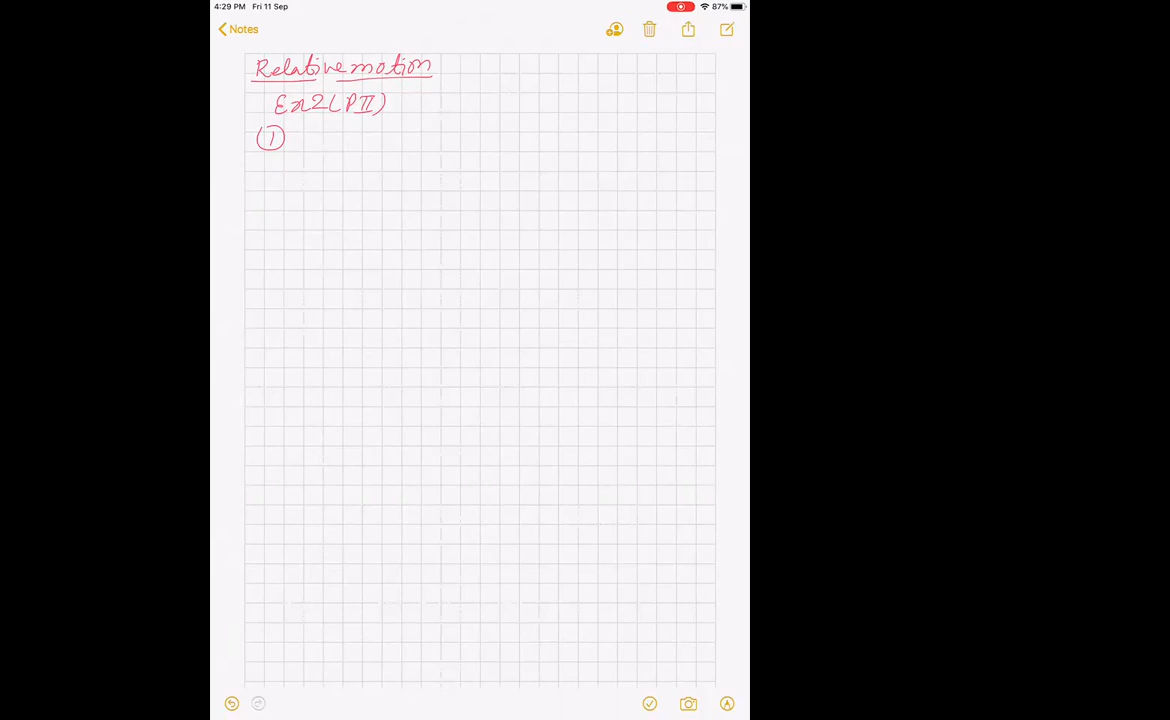 4:29 PM Fri 11 Sep 87%
Notes
Relative motion
Ex2(PII)
1